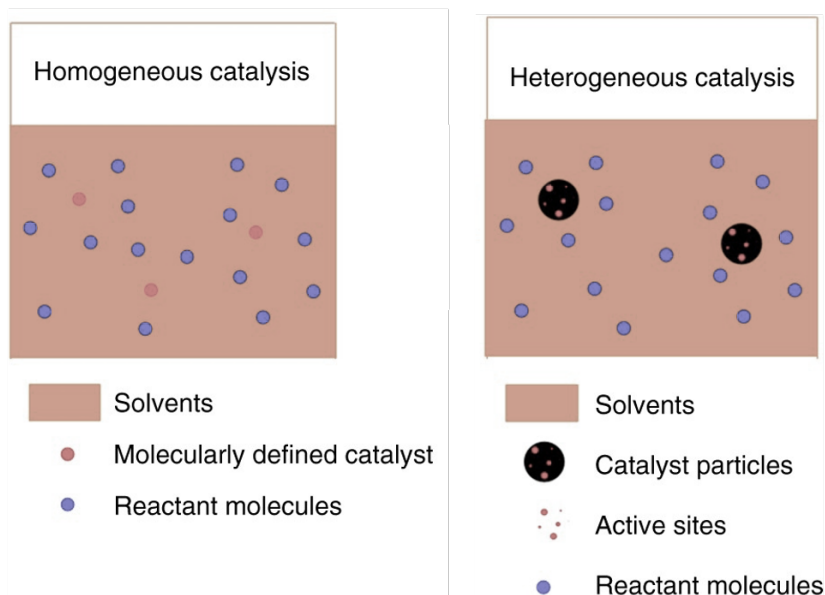 Homogeneous catalysis
Solvents
Molecularly defined catalyst
Reactant molecules
Heterogeneous catalysis
Solvents
Catalyst particles
Active sites
Reactant molecules